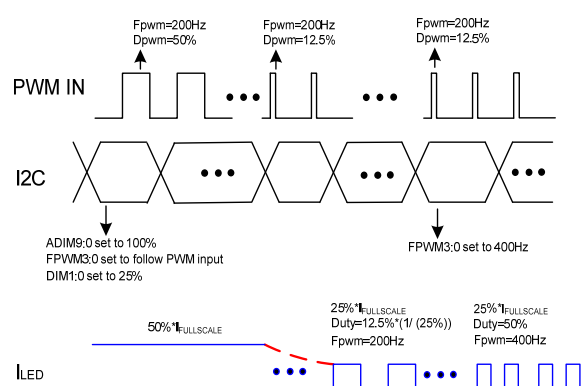 Fpwm=200Hz
Dpwm=50%
Fpwm=200Hz
Dpwm=12.5%
Fpwm=200Hz
Dpwm=12.5%
PWM IN
I2C
ADIM9;0 set to 100%
FPWM3;0 set to follow PWM input
DIM1;0 set to 25%
FPWM3;0 set to 400Hz
50%*IFULLSCALE
25%*IFULLSCALE
Duty=12.5%*(1/ (25%))
Fpwm=200Hz
25%*IFULLSCALE
Duty=50%
Fpwm=400Hz
ILED